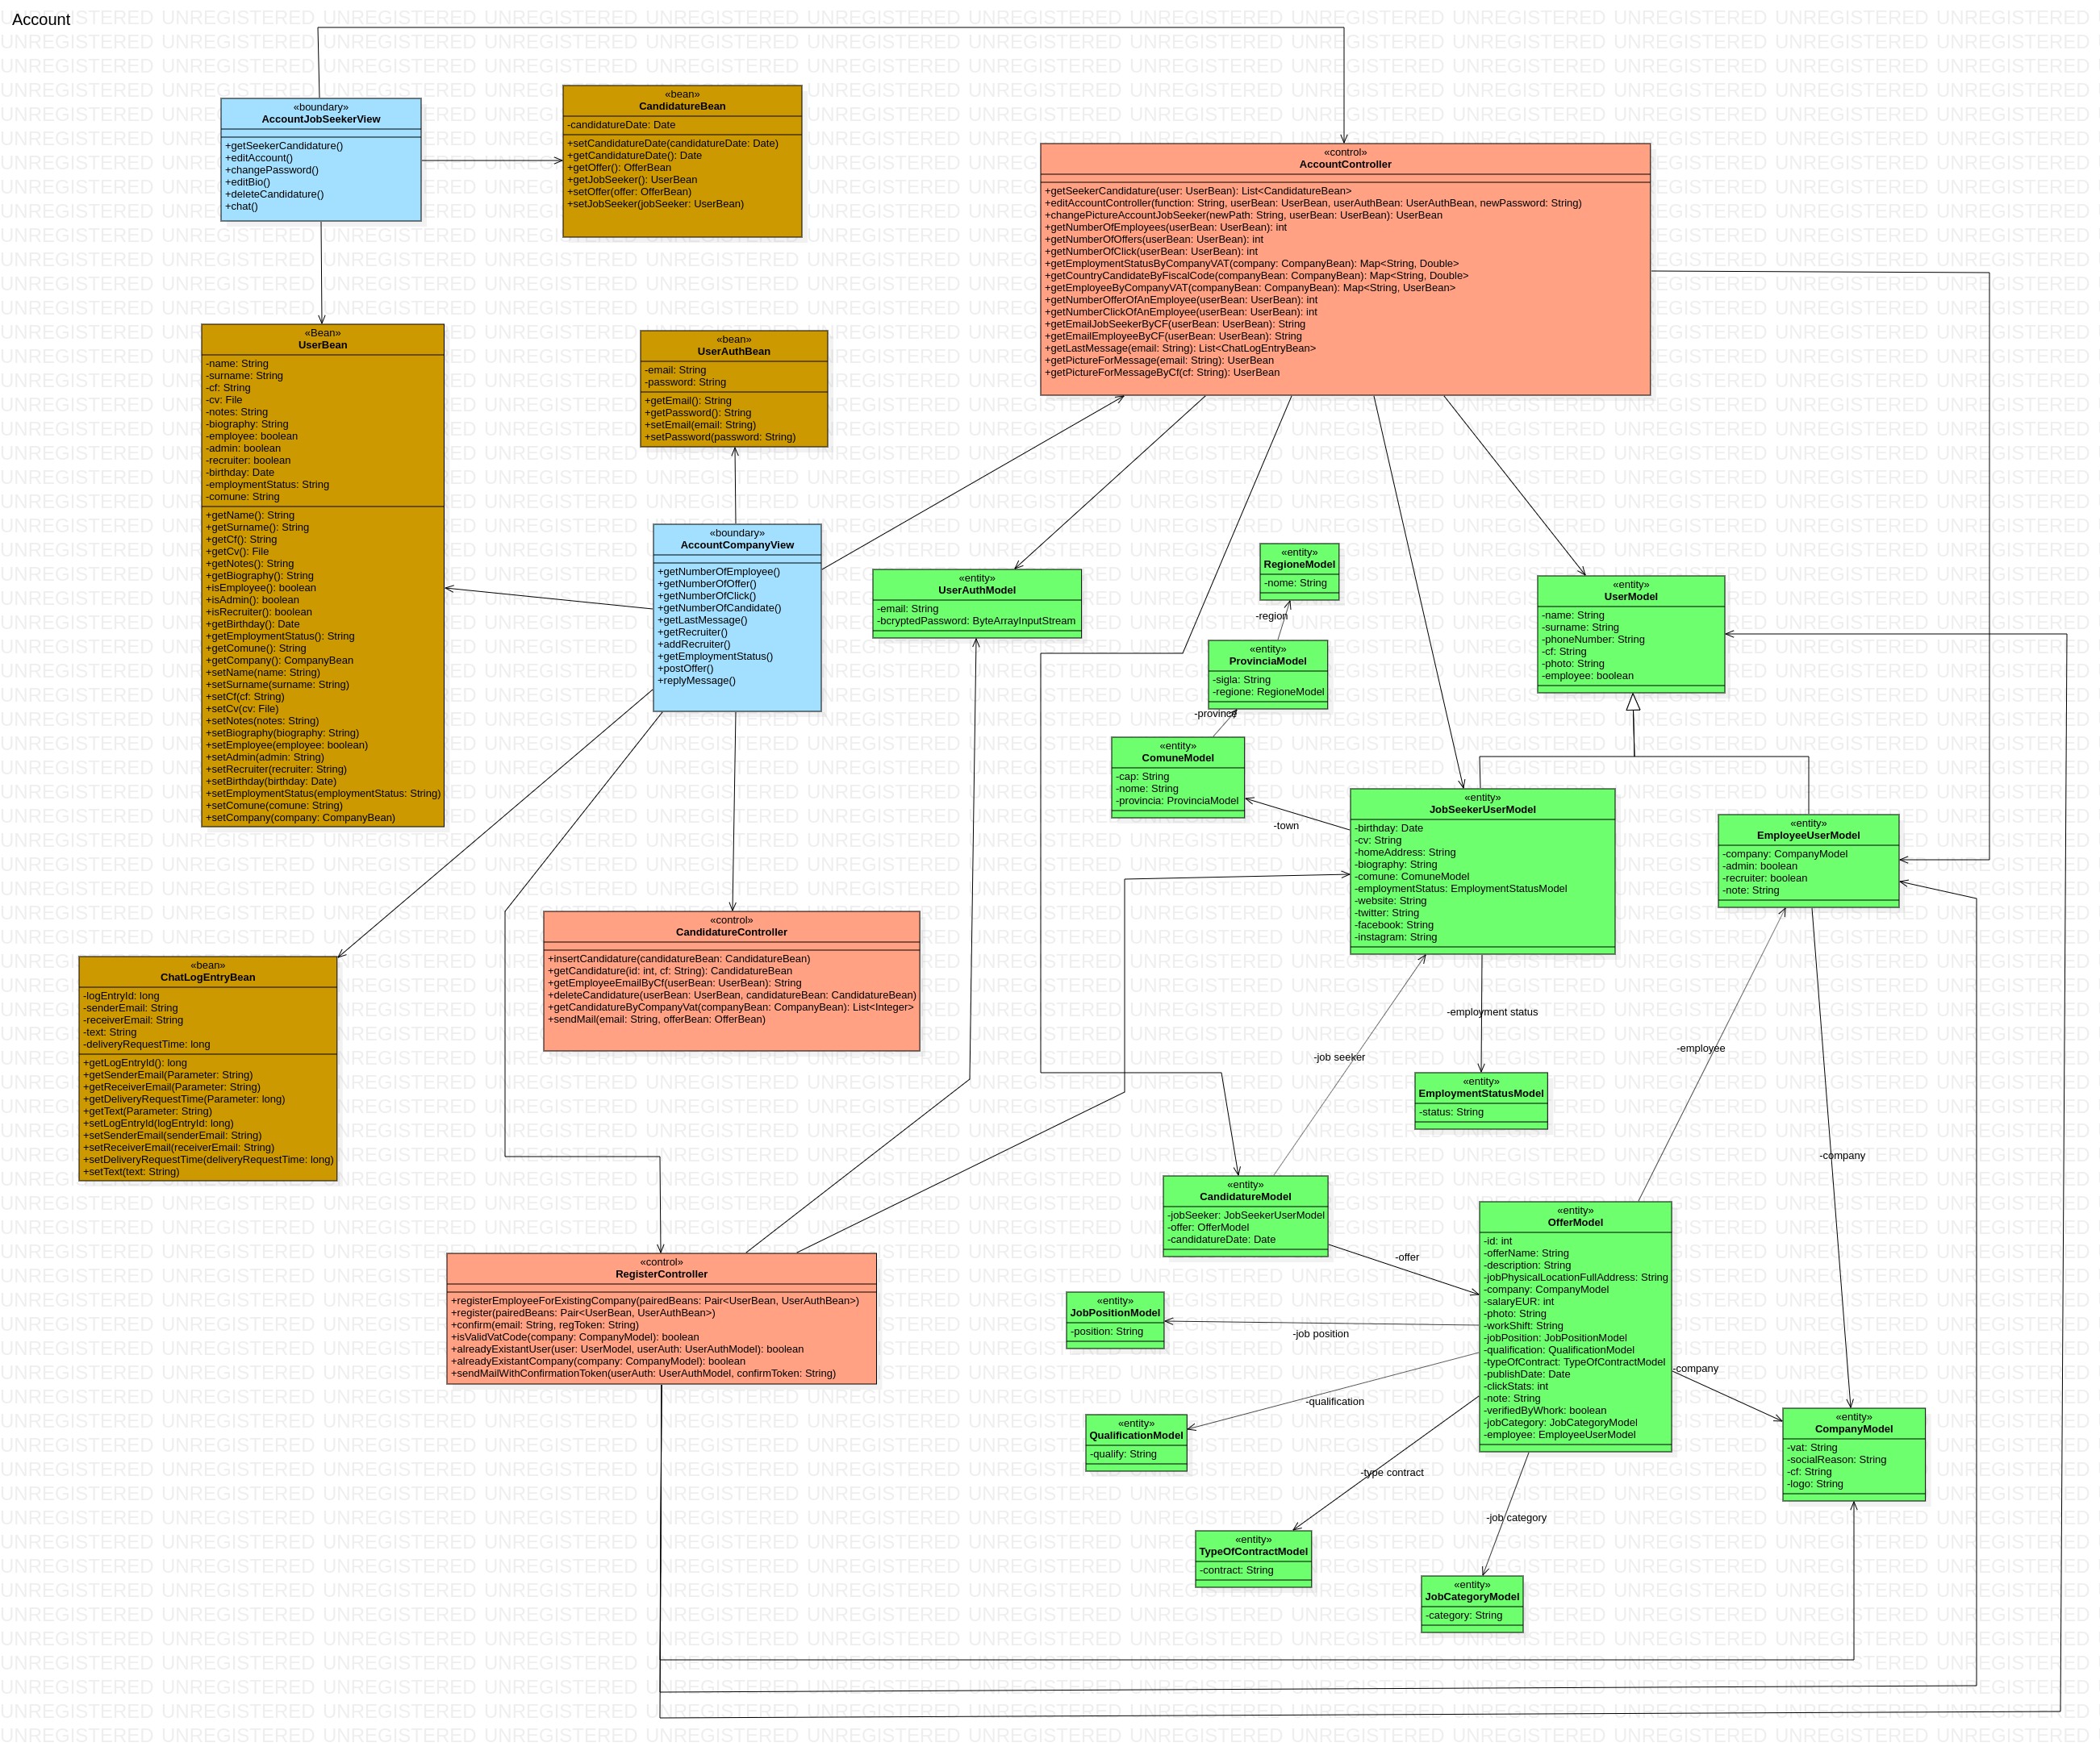 Account
«boundary»
AccountJobSeekerView
+getSeekerCandidature()
+editAccount()
+changePassword()
+editBio()
+deleteCandidature()
+chat()
«bean»
CandidatureBean
-candidatureDate: Date
+setCandidatureDate(candidatureDate: Date)
+getCandidatureDate(): Date
+getOffer(): OfferBean
+getJobSeeker(): UserBean
+setOffer(offer: OfferBean)
+setJobSeeker(jobSeeker: UserBean)
«control»
AccountController
+getSeekerCandidature(user: UserBean): List<CandidatureBean>
+editAccountController(function: String, userBean: UserBean, userAuthBean: UserAuthBean, newPassword: String)
+changePictureAccountJobSeeker(newPath: String, userBean: UserBean): UserBean
+getNumberOfEmployees(userBean: UserBean): int
+getNumberOfOffers(userBean: UserBean): int
+getNumberOfClick(userBean: UserBean): int
+getEmploymentStatusByCompanyVAT(company: CompanyBean): Map<String, Double>
+getCountryCandidateByFiscalCode(companyBean: CompanyBean): Map<String, Double>
+getEmployeeByCompanyVAT(companyBean: CompanyBean): Map<String, UserBean>
+getNumberOfferOfAnEmployee(userBean: UserBean): int
+getNumberClickOfAnEmployee(userBean: UserBean): int
+getEmailJobSeekerByCF(userBean: UserBean): String
+getEmailEmployeeByCF(userBean: UserBean): String
+getLastMessage(email: String): List<ChatLogEntryBean>
+getPictureForMessage(email: String): UserBean
+getPictureForMessageByCf(cf: String): UserBean
«Bean»
UserBean
-name: String
-surname: String
-cf: String
-cv: File
-notes: String
-biography: String
-employee: boolean
-admin: boolean
-recruiter: boolean
-birthday: Date
-employmentStatus: String
-comune: String
+getName(): String
+getSurname(): String
+getCf(): String
+getCv(): File
+getNotes(): String
+getBiography(): String
+isEmployee(): boolean
+isAdmin(): boolean
+isRecruiter(): boolean
+getBirthday(): Date
+getEmploymentStatus(): String
+getComune(): String
+getCompany(): CompanyBean
+setName(name: String)
+setSurname(surname: String)
+setCf(cf: String)
+setCv(cv: File)
+setNotes(notes: String)
+setBiography(biography: String)
+setEmployee(employee: boolean)
+setAdmin(admin: String)
+setRecruiter(recruiter: String)
+setBirthday(birthday: Date)
+setEmploymentStatus(employmentStatus: String)
+setComune(comune: String)
+setCompany(company: CompanyBean)
«bean»
UserAuthBean
-email: String
-password: String
+getEmail(): String
+getPassword(): String
+setEmail(email: String)
+setPassword(password: String)
«boundary»
AccountCompanyView
+getNumberOfEmployee()
+getNumberOfOffer()
+getNumberOfClick()
+getNumberOfCandidate()
+getLastMessage()
+getRecruiter()
+addRecruiter()
+getEmploymentStatus()
+postOffer()
+replyMessage()
«entity»
UserAuthModel
-email: String
-bcryptedPassword: ByteArrayInputStream
«entity»
RegioneModel
-nome: String
-region
«entity»
ProvinciaModel
-sigla: String
-regione: RegioneModel
-province
«entity»
ComuneModel
-cap: String
-nome: String
-provincia: ProvinciaModel
-town
«entity»
UserModel
-name: String
-surname: String
-phoneNumber: String
-cf: String
-photo: String
-employee: boolean
«entity»
JobSeekerUserModel
-birthday: Date
-cv: String
-homeAddress: String
-biography: String
-comune: ComuneModel
-employmentStatus: EmploymentStatusModel
-website: String
-twitter: String
-facebook: String
-instagram: String
«entity»
EmployeeUserModel
-company: CompanyModel
-admin: boolean
-recruiter: boolean
-note: String
«control»
CandidatureController
+insertCandidature(candidatureBean: CandidatureBean)
+getCandidature(id: int, cf: String): CandidatureBean
+getEmployeeEmailByCf(userBean: UserBean): String
+deleteCandidature(userBean: UserBean, candidatureBean: CandidatureBean)
+getCandidatureByCompanyVat(companyBean: CompanyBean): List<Integer>
+sendMail(email: String, offerBean: OfferBean)
«bean»
ChatLogEntryBean
-logEntryId: long
-senderEmail: String
-receiverEmail: String
-text: String
-deliveryRequestTime: long
+getLogEntryId(): long
+getSenderEmail(Parameter: String)
+getReceiverEmail(Parameter: String)
+getDeliveryRequestTime(Parameter: long)
+getText(Parameter: String)
+setLogEntryId(logEntryId: long)
+setSenderEmail(senderEmail: String)
+setReceiverEmail(receiverEmail: String)
+setDeliveryRequestTime(deliveryRequestTime: long)
+setText(text: String)
-employment status
-job seeker
-employee
«entity»
EmploymentStatusModel
-status: String
-company
«entity»
CandidatureModel
-jobSeeker: JobSeekerUserModel
-offer: OfferModel
-candidatureDate: Date
-offer
«entity»
OfferModel
-id: int
-offerName: String
-description: String
-jobPhysicalLocationFullAddress: String
-company: CompanyModel
-salaryEUR: int
-photo: String
-workShift: String
-jobPosition: JobPositionModel
-qualification: QualificationModel
-typeOfContract: TypeOfContractModel
-publishDate: Date
-clickStats: int
-note: String
-verifiedByWhork: boolean
-jobCategory: JobCategoryModel
-employee: EmployeeUserModel
«control»
RegisterController
+registerEmployeeForExistingCompany(pairedBeans: Pair<UserBean, UserAuthBean>)
+register(pairedBeans: Pair<UserBean, UserAuthBean>)
+confirm(email: String, regToken: String)
+isValidVatCode(company: CompanyModel): boolean
+alreadyExistantUser(user: UserModel, userAuth: UserAuthModel): boolean
+alreadyExistantCompany(company: CompanyModel): boolean
+sendMailWithConfirmationToken(userAuth: UserAuthModel, confirmToken: String)
«entity»
JobPositionModel
-position: String
-job position
-qualification
-company
«entity»
QualificationModel
-qualify: String
«entity»
CompanyModel
-vat: String
-socialReason: String
-cf: String
-logo: String
-type contract
-job category
«entity»
TypeOfContractModel
-contract: String
«entity»
JobCategoryModel
-category: String